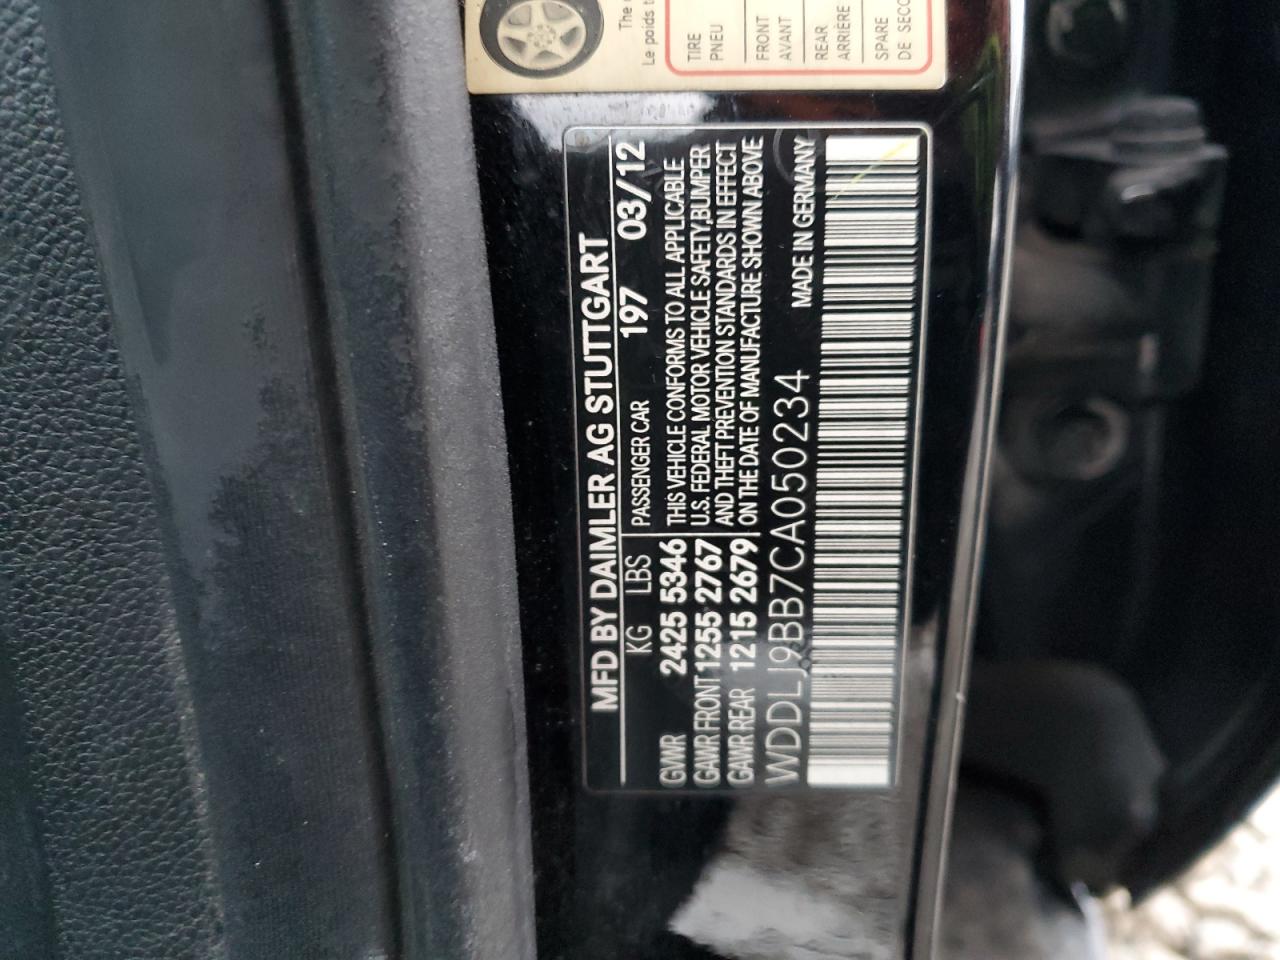 The
Le poids
TIRE
PNEU
FRONT
AVANT
REAR
ARRIÈRE
SPARE
DE SECO
MFD BY DAIMLER AG STUTTGART
KG LBS PASSENGER CAR 197 03/12
GVWR 2425 5346
GAWR FRONT 1255 2767
GAWR REAR 1215 2679
THIS VEHICLE CONFORMS TO ALL APPLICABLE
U.S. FEDERAL MOTOR VEHICLE SAFETY,BUMPER
AND THEFT PREVENTION STANDARDS IN EFFECT
ON THE DATE OF MANUFACTURE SHOWN ABOVE
WDDLJ9BB7CA050234
MADE IN GERMANY